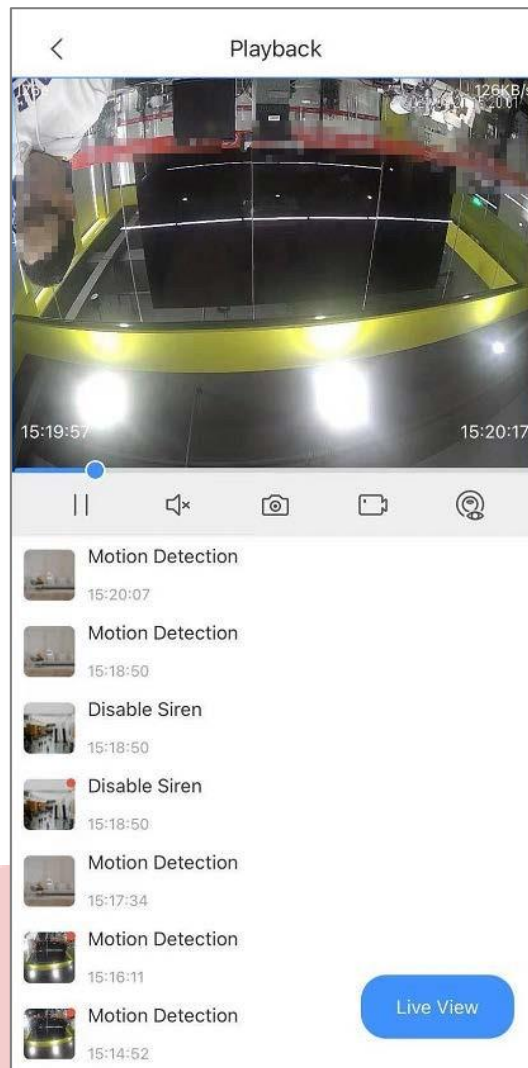 Playback
126KB/s
15:19:57
15:20:17
Motion Detection
15:20:07
Motion Detection
15:18:50
Disable Siren
15:18:50
Disable Siren
15:18:50
Motion Detection
15:17:34
Motion Detection
15:16:11
Motion Detection
15:14:52
Live View